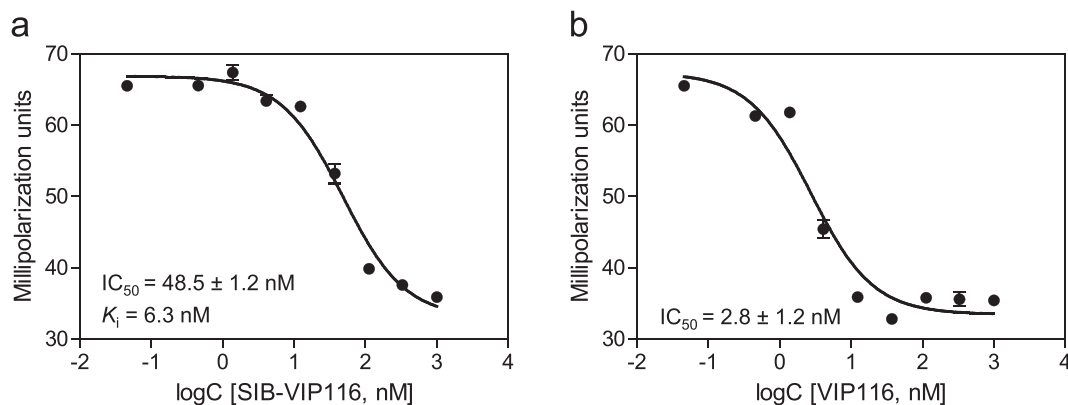 a
70
60
50
40
30
Millipolarization units
IC50 = 48.5 ± 1.2 nM
Ki = 6.3 nM
-2 -1 0 1 2 3 4
logC [SIB-VIP116, nM]
b
70
60
50
40
30
Millipolarization units
IC50 = 2.8 ± 1.2 nM
-2 -1 0 1 2 3 4
logC [VIP116, nM]